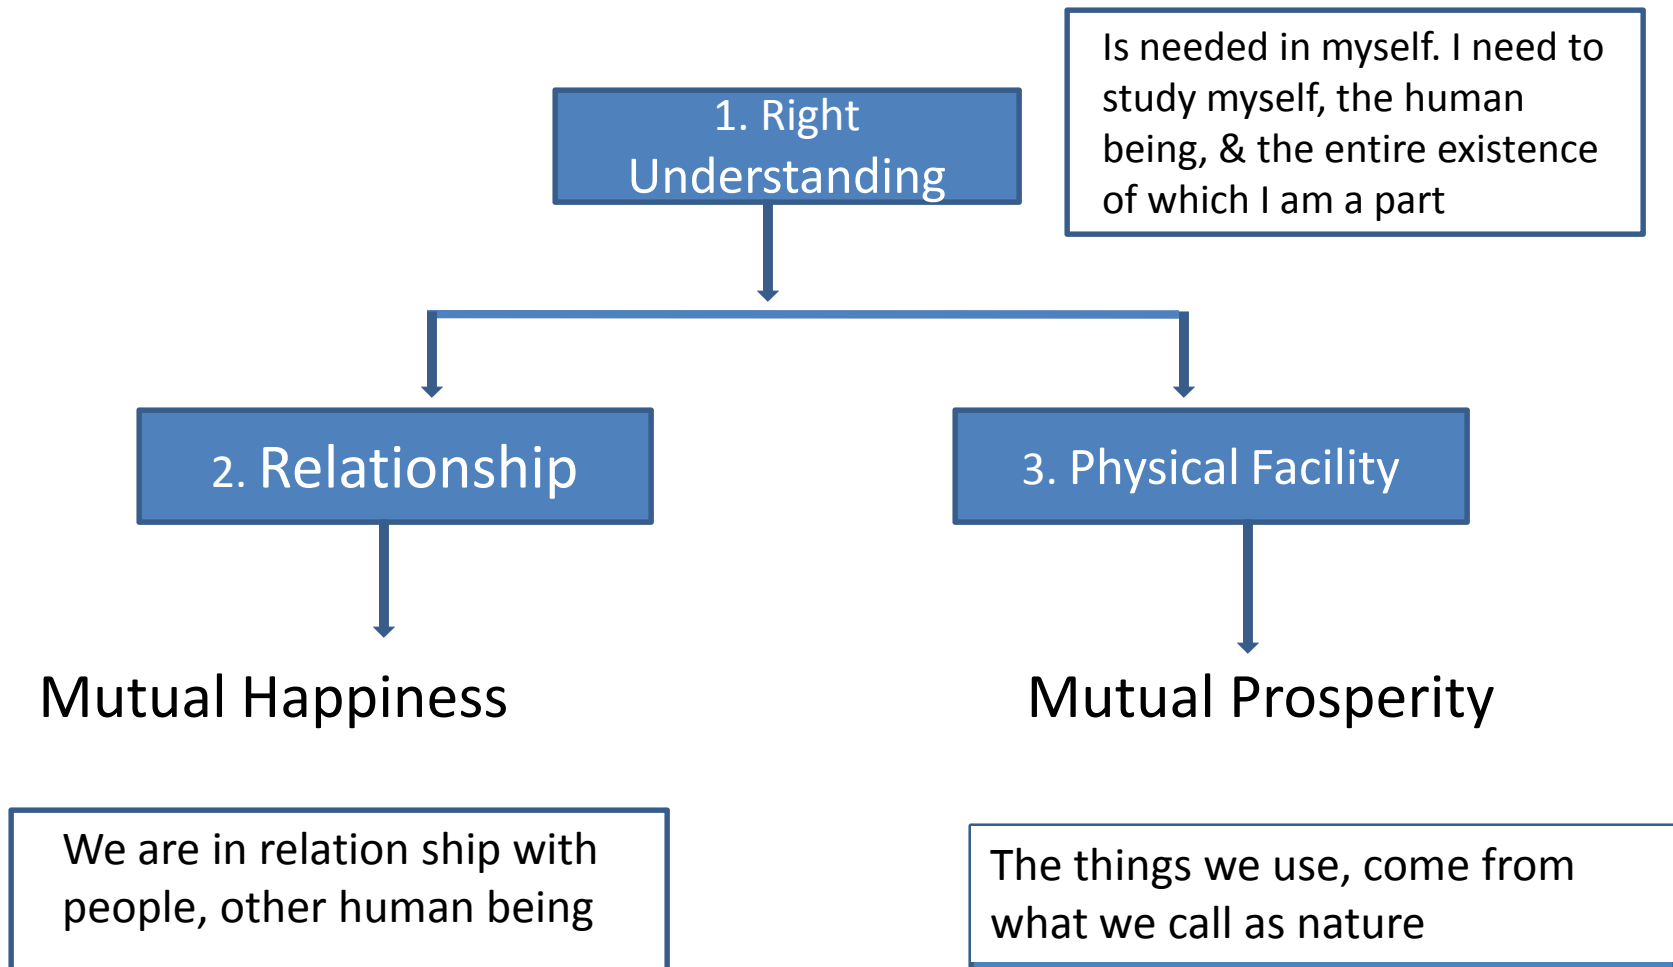 Is needed in myself. I need to
study myself, the human
being, & the entire existence
of which I am a part
1. Right
Understanding
2. Relationship
3. Physical Facility
Mutual Happiness
Mutual Prosperity
We are in relation ship with
people, other human being
The things we use, come from
what we call as nature